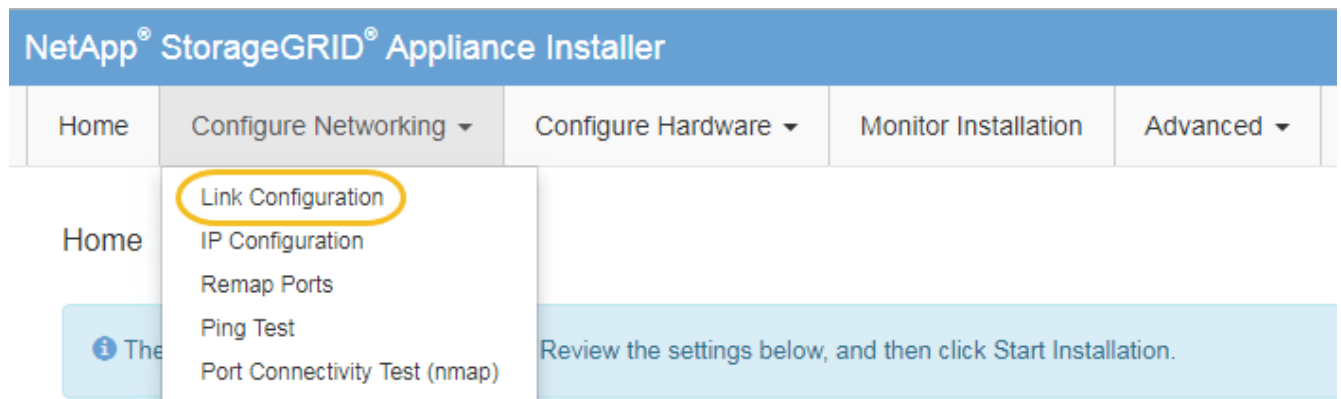 NetApp® StorageGRID® Appliance Installer
Home Configure Networking Configure Hardware Monitor Installation Advanced
Link Configuration
Home
IP Configuration
Remap Ports
Ping Test
The Review the settings below, and then click Start Installation.
Port Connectivity Test (nmap)